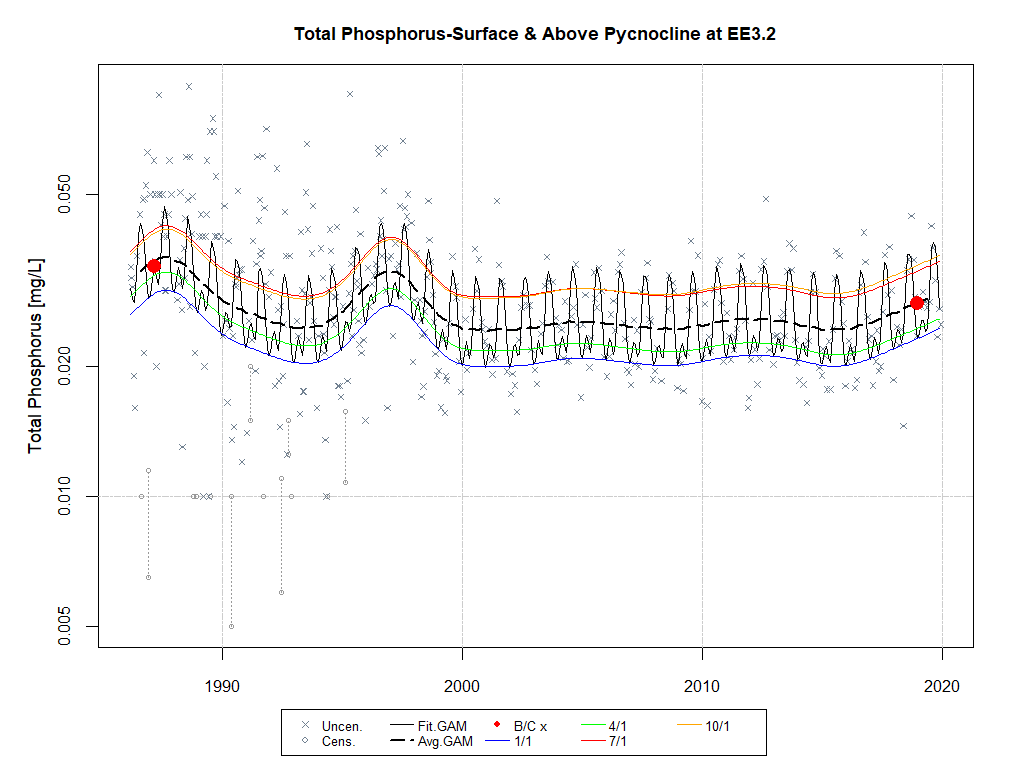 Total Phosphorus-Surface & Above Pycnocline at EE3.2
Total Phosphorus [mg/L]
0.050
0.020
0.010
0.005
1990 2000 2010 2020
Uncen. Fit.GAM B/C x 4/1 10/1
Cens. Avg.GAM 1/1 7/1